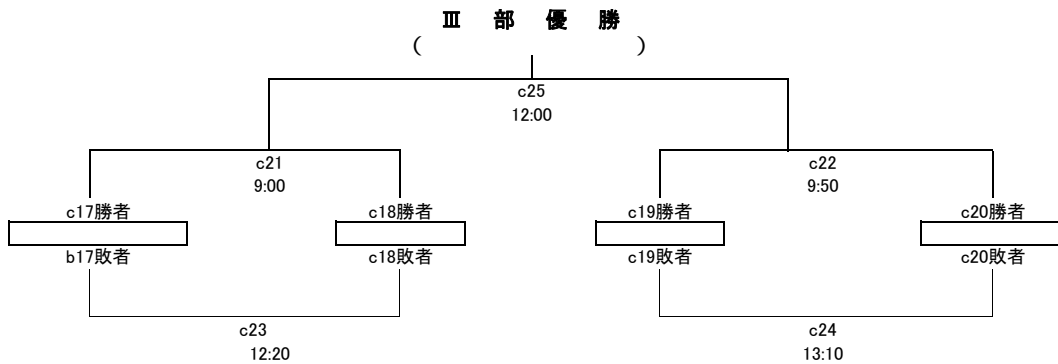 Ⅲ 部 優 勝
( )
c25
12:00
c21 c22
9:00 9:50
c17勝者 c18勝者 c19勝者 c20勝者
b17敗者 c18敗者 c19敗者 c20敗者
c23 c24
12:20 13:10